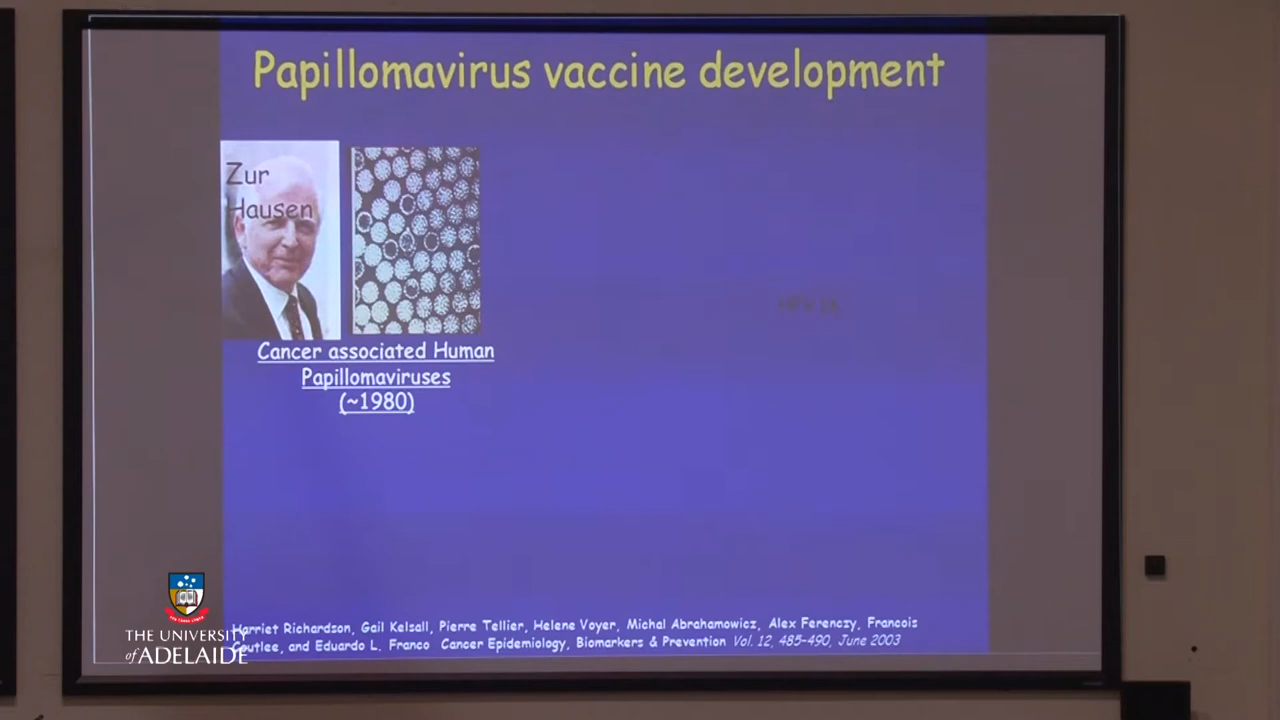 Papillomavirus vaccine development
Zur
Hausen
Cancer associated Human
Papillomaviruses
(~1980)
Harriet Richardson, Gail Kelsall, Pierre Tellier, Helene Voyer, Michal Abrahamowicz, Alex Ferenczy, Francois
Coutlee, and Eduardo L. Franco Cancer Epidemiology, Biomarkers & Prevention Vol. 12, 485-490, June 2003
THE UNIVERSITY
of ADELAIDE